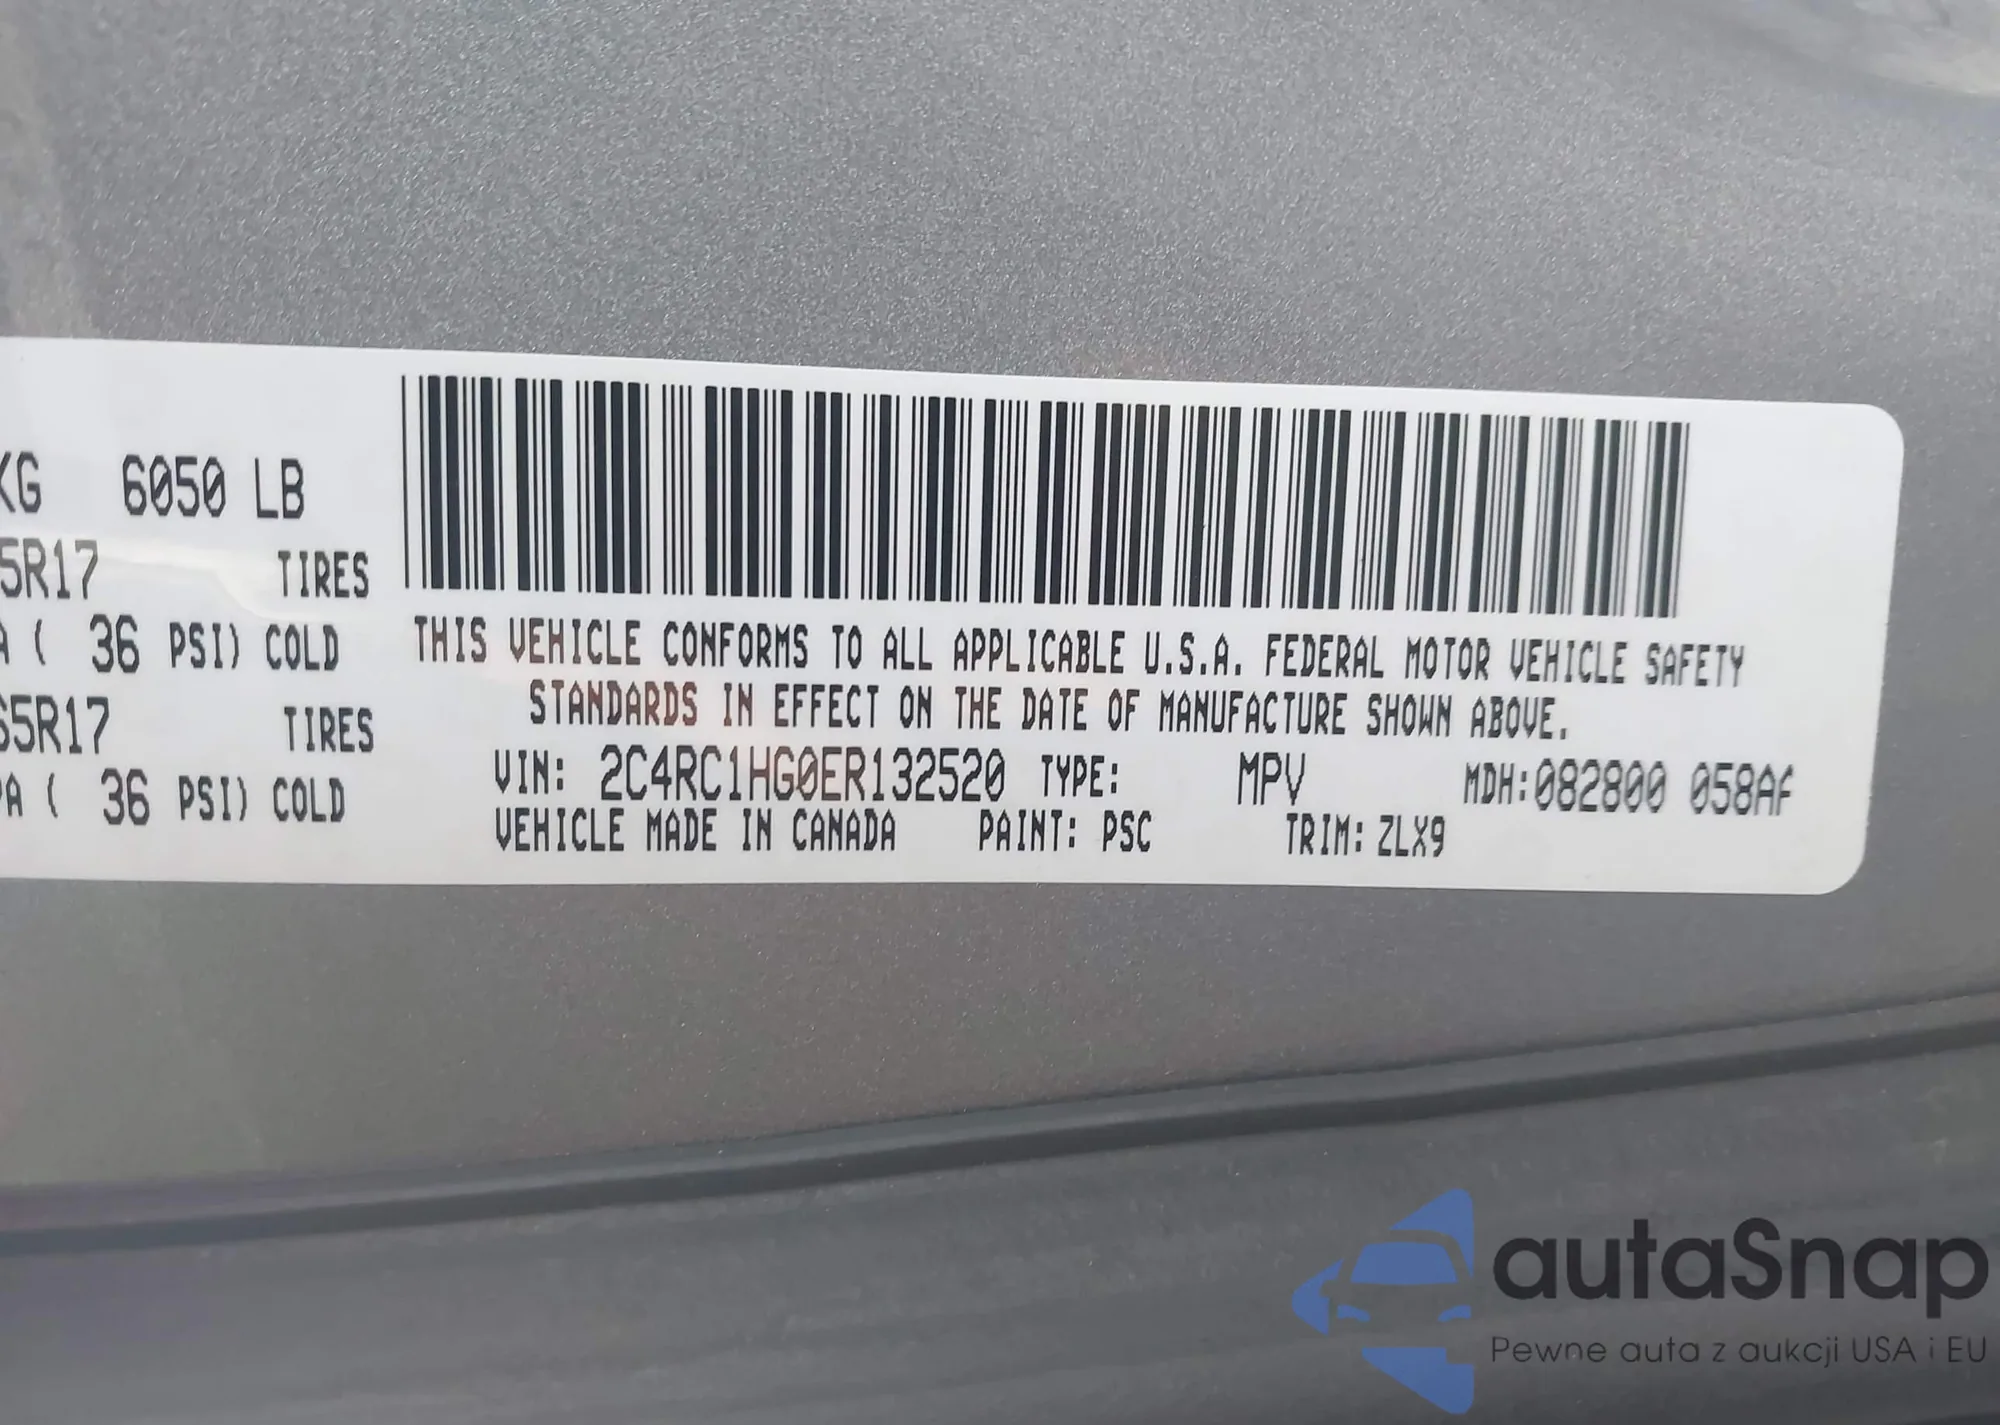 KG 6050 LB
5R17 TIRES
A ( 36 PSI) COLD
65R17 TIRES
PA ( 36 PSI) COLD
THIS VEHICLE CONFORMS TO ALL APPLICABLE U.S.A. FEDERAL MOTOR VEHICLE SAFETY
STANDARDS IN EFFECT ON THE DATE OF MANUFACTURE SHOWN ABOVE.
VIN: 2C4RC1HG0ER132520 TYPE: MPV MDH:082800 058AF
VEHICLE MADE IN CANADA PAINT: PSC TRIM: ZLX9
autaSnap
Pewne auta z aukcji USA i EU